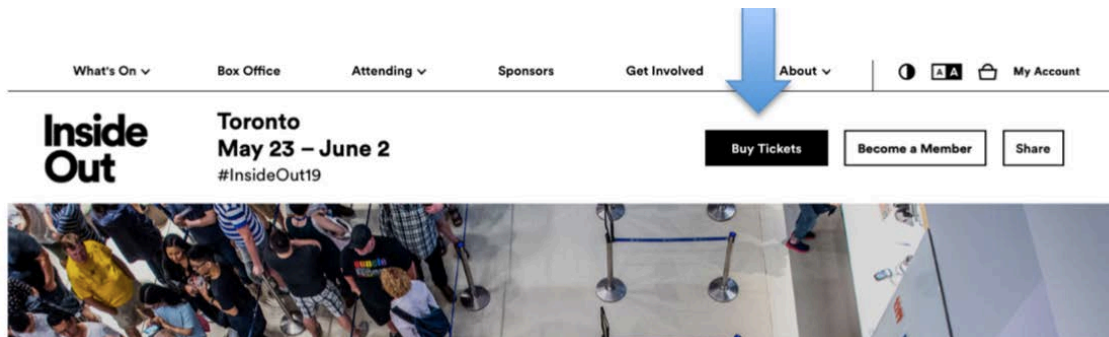 What's On Box Office Attending Sponsors Get Involved About A A My Account
Inside
Out
Toronto
May 23 – June 2
#InsideOut19
Buy Tickets Become a Member Share